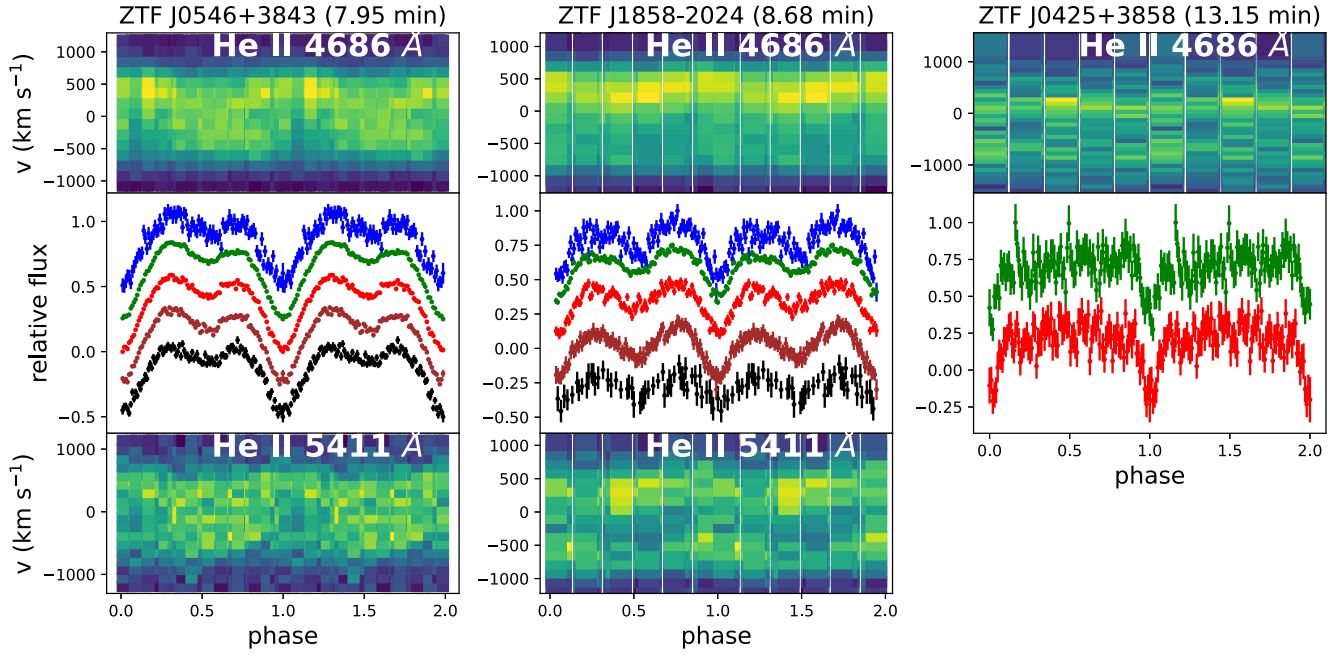 ZTF J0546+3843 (7.95 min)
ZTF J1858-2024 (8.68 min)
ZTF J0425+3858 (13.15 min)
He II 4686 Å
He II 4686 Å
He II 4686 Å
v (km s⁻¹)
1000
500
0
−500
−1000
1000
500
0
−500
−1000
1000
0
−1000
relative flux
1.0
0.5
0.0
−0.5
1.00
0.75
0.50
0.25
0.00
−0.25
−0.50
1.00
0.75
0.50
0.25
0.00
−0.25
0.0 0.5 1.0 1.5 2.0
phase
He II 5411 Å
He II 5411 Å
v (km s⁻¹)
1000
0
−1000
1000
500
0
−500
−1000
0.0 0.5 1.0 1.5 2.0
0.0 0.5 1.0 1.5 2.0
phase
phase